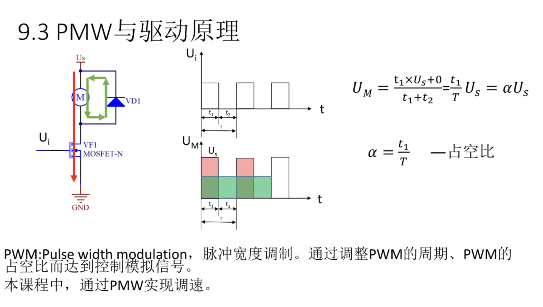 9.3 PMW与驱动原理
Us
M
VD1
Ui
VF1
MOSFET-N
GND
Ui
t1 t2
T
t
UM
Us
t1 t2
T
t
U_M = (t₁×U_S+0)/(t₁+t₂) = (t₁/T) U_S = αU_S
α = t₁/T —占空比
PWM:Pulse width modulation，脉冲宽度调制。通过调整PWM的周期、PWM的
占空比而达到控制模拟信号。
本课程中，通过PMW实现调速。